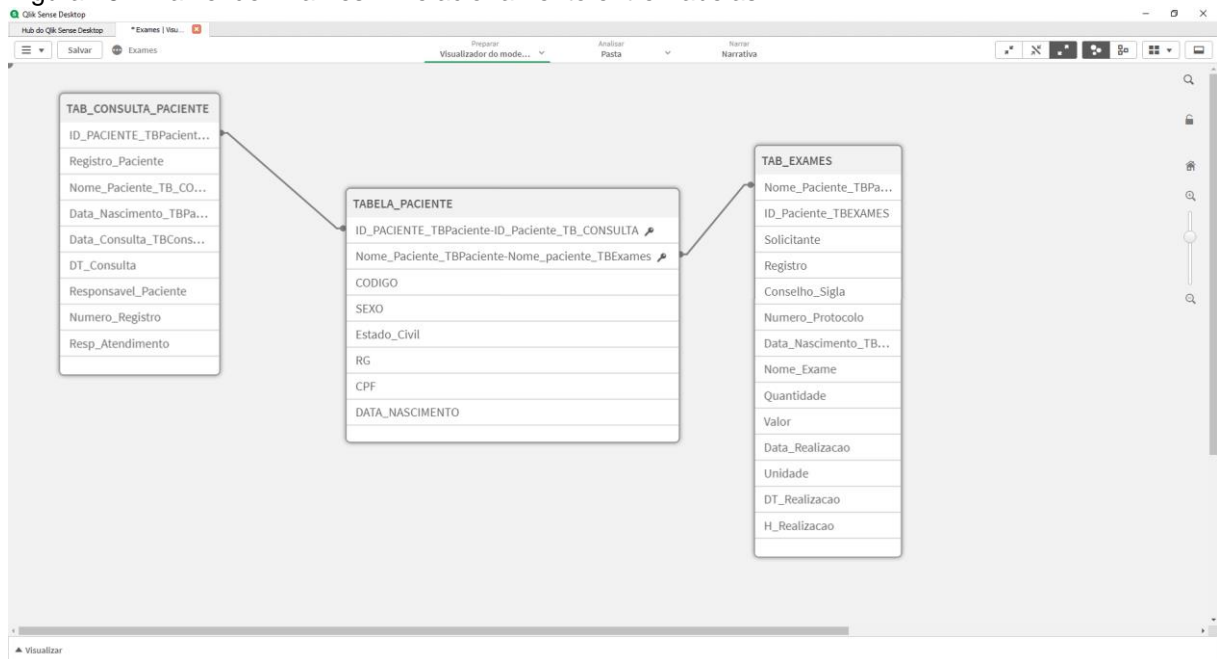 Qlik Sense Desktop
Hub do Qlik Sense Desktop
* Exames | Visu...
Salvar
Exames
Preparar
Visualizador do mode...
Analisar
Pasta
Narrar
Narrativa
TAB_CONSULTA_PACIENTE
ID_PACIENTE_TBPacient...
Registro_Paciente
Nome_Paciente_TB_CO...
Data_Nascimento_TBPa...
Data_Consulta_TBCons...
DT_Consulta
Responsavel_Paciente
Numero_Registro
Resp_Atendimento
TABELA_PACIENTE
ID_PACIENTE_TBPaciente-ID_Paciente_TB_CONSULTA
Nome_Paciente_TBPaciente-Nome_paciente_TBExames
CODIGO
SEXO
Estado_Civil
RG
CPF
DATA_NASCIMENTO
TAB_EXAMES
Nome_Paciente_TBPa...
ID_Paciente_TBEXAMES
Solicitante
Registro
Conselho_Sigla
Numero_Protocolo
Data_Nascimento_TB...
Nome_Exame
Quantidade
Valor
Data_Realizacao
Unidade
DT_Realizacao
H_Realizacao
Visualizar